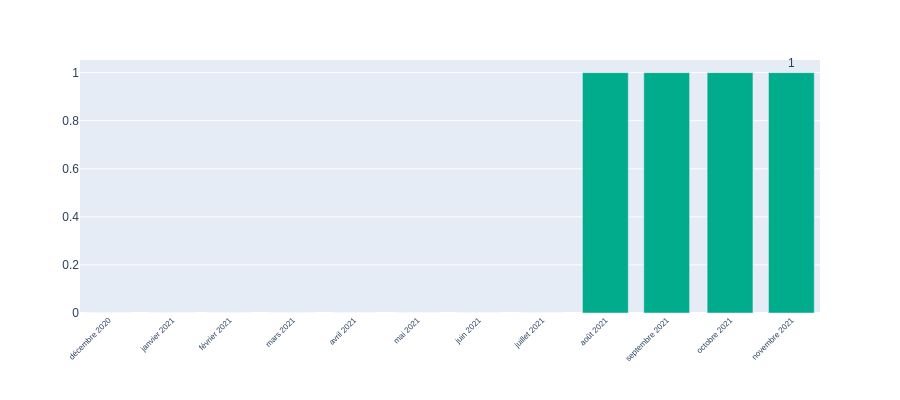 1
1
0.8
0.6
0.4
0.2
0
décembre 2020
janvier 2021
février 2021
mars 2021
avril 2021
mai 2021
juin 2021
juillet 2021
août 2021
septembre 2021
octobre 2021
novembre 2021